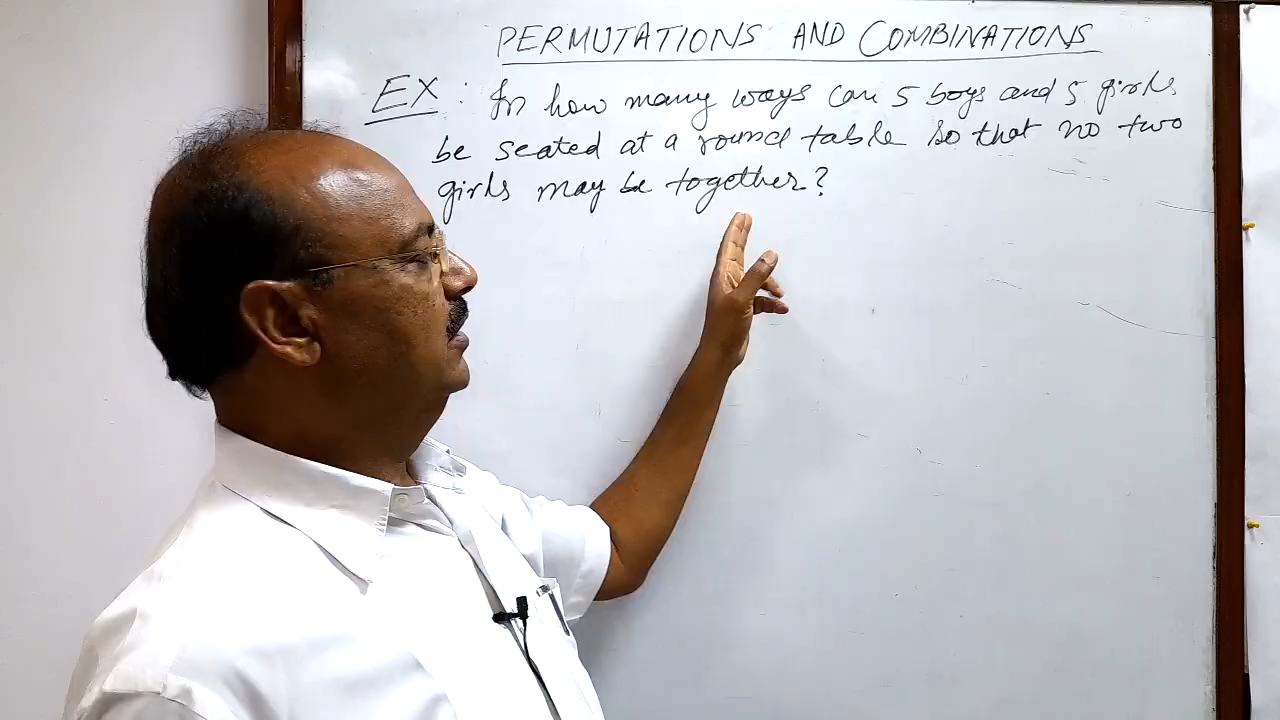 PERMUTATIONS AND COMBINATIONS
EX : In how many ways can 5 boys and 5 girls
be seated at a round table so that no two
girls may be together?